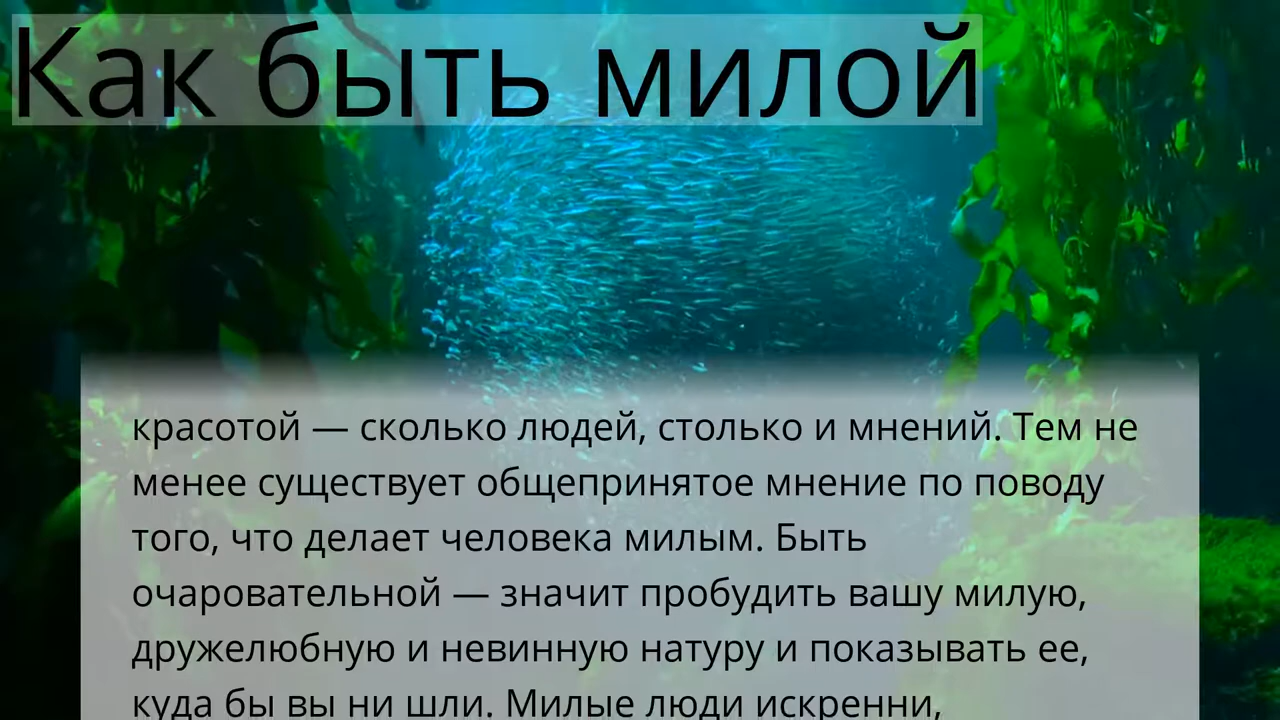 Как быть милой
красотой — сколько людей, столько и мнений. Тем не
менее существует общепринятое мнение по поводу
того, что делает человека милым. Быть
очаровательной — значит пробудить вашу милую,
дружелюбную и невинную натуру и показывать ее,
куда бы вы ни шли. Милые люди искренни,